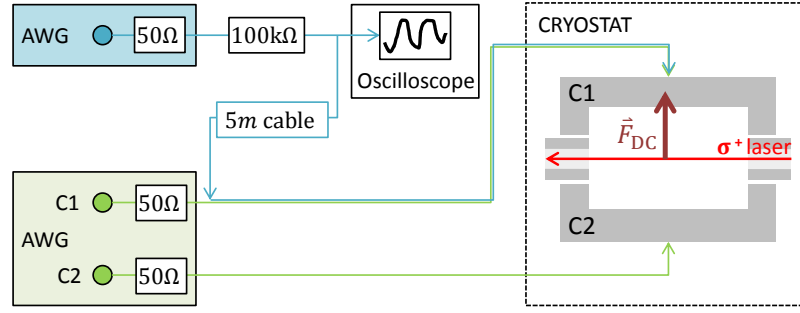 AWG
50Ω
100kΩ
Oscilloscope
CRYOSTAT
5m cable
C1
F⃗DC
σ+ laser
C2
C1
50Ω
AWG
C2
50Ω